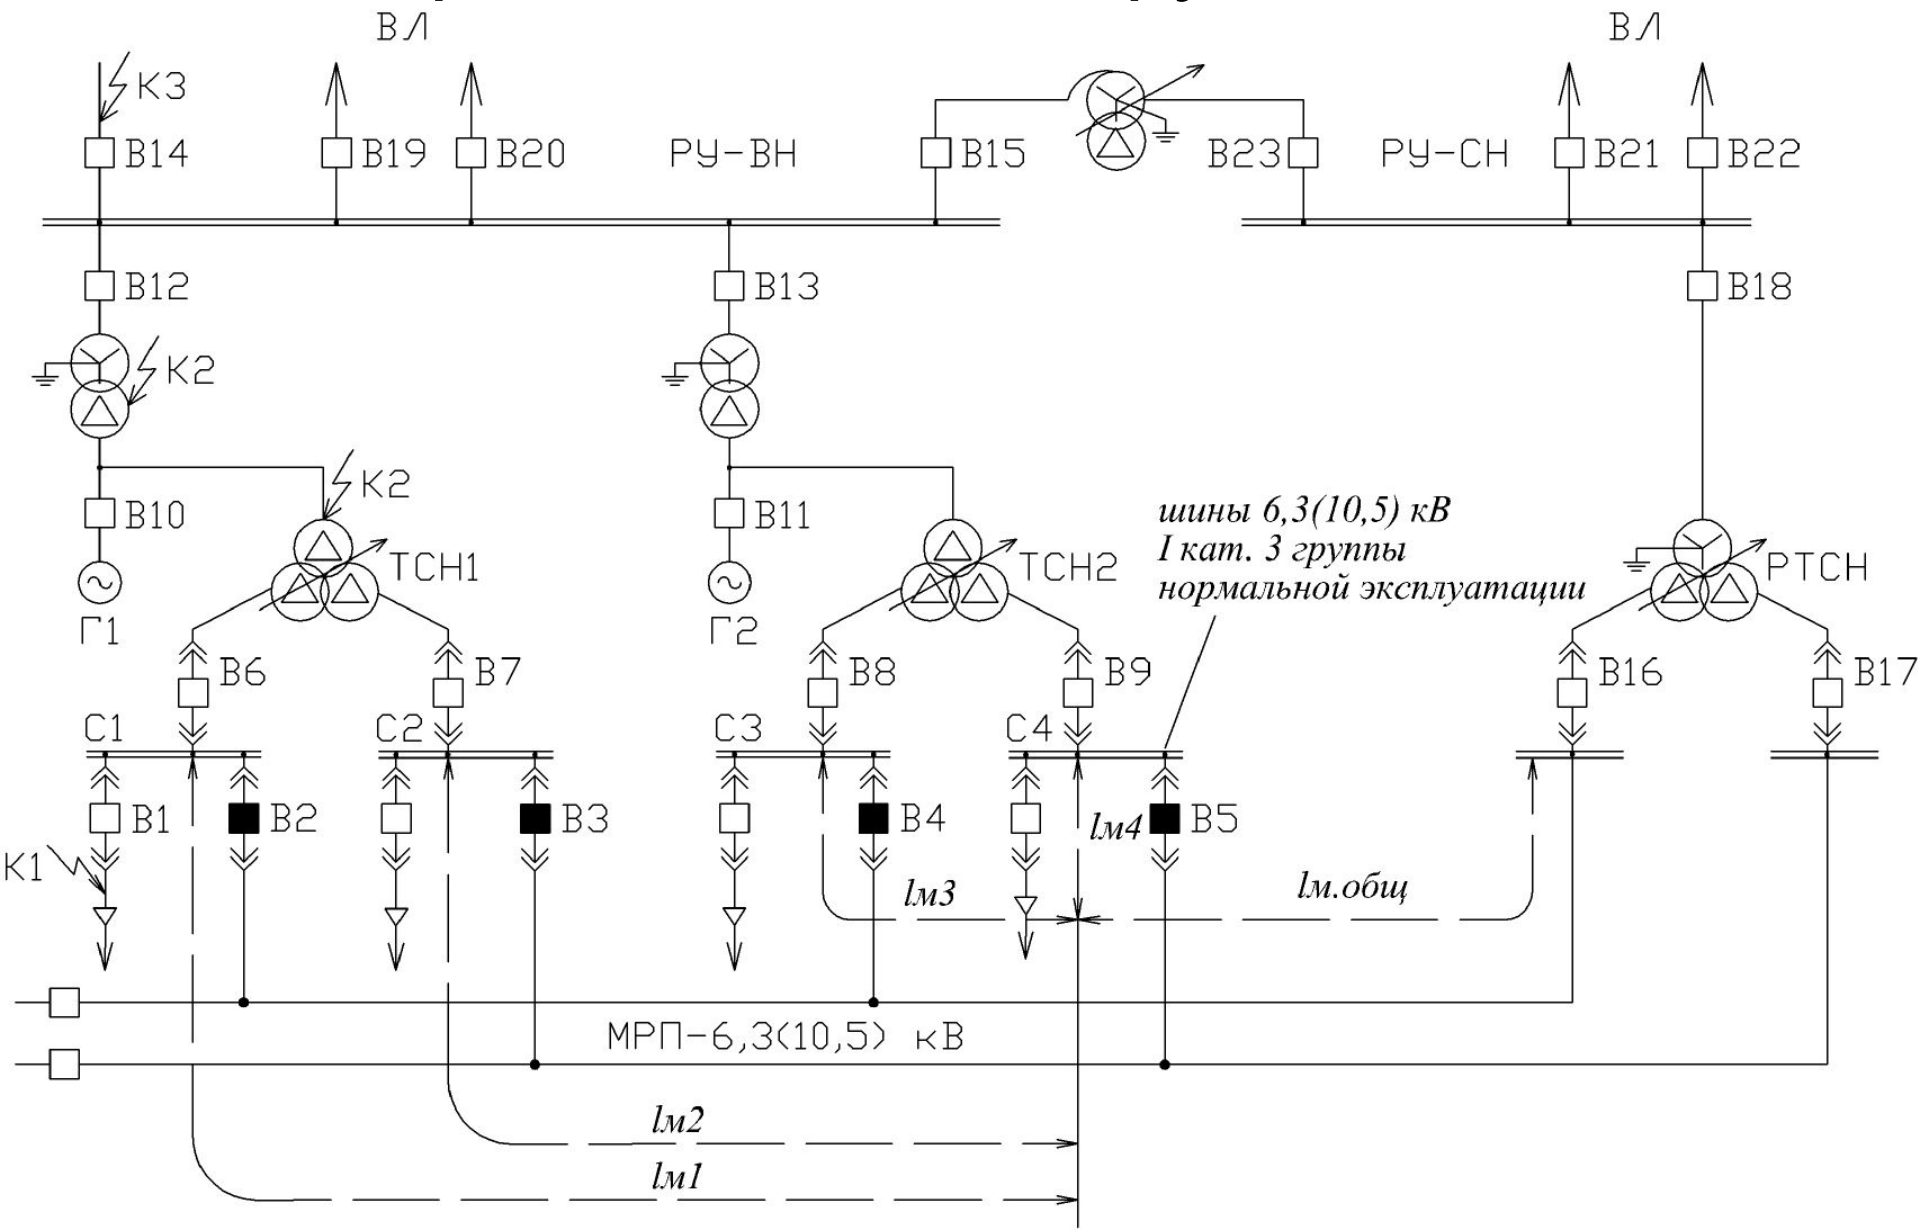 ВЛ
ВЛ
К3
В14
В19
В20
РУ-ВН
В15
В23
РУ-СН
В21
В22
В12
В13
В18
К2
К2
В10
В11
шины 6,3(10,5) кВ
I кат. 3 группы
нормальной эксплуатации
ТСН1
ТСН2
РТСН
Г1
Г2
В6
В7
В8
В9
В16
В17
С1
С2
С3
С4
В1
В2
В3
В4
lм4
В5
К1
lм3
lм.общ
МРП-6,3(10,5) кВ
lм2
lм1